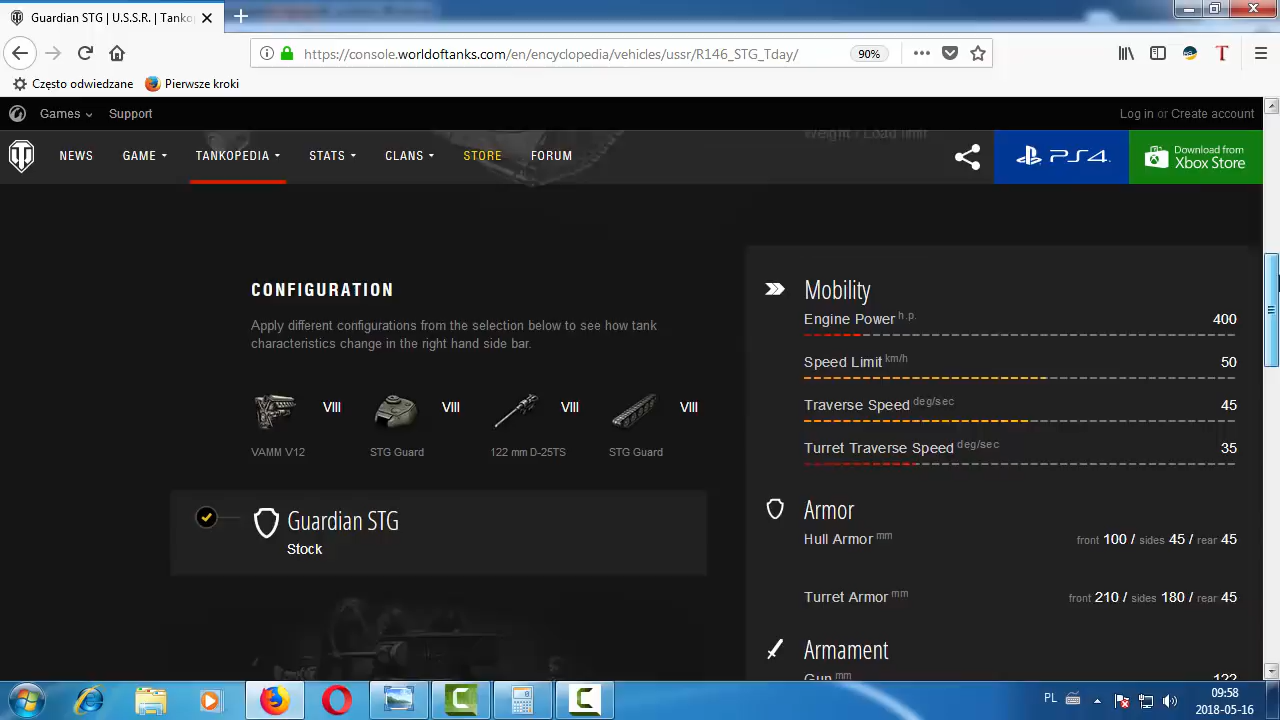 Guardian STG | U.S.S.R. | Tanko
https://console.worldoftanks.com/en/encyclopedia/vehicles/ussr/R146_STG_Tday/
90%
Często odwiedzane
Pierwsze kroki
Games
Support
Log in or Create account
Weight / Load limit
NEWS
GAME
TANKOPEDIA
STATS
CLANS
STORE
FORUM
PS4
Download from
Xbox Store
CONFIGURATION
Apply different configurations from the selection below to see how tank
characteristics change in the right hand side bar.
VIII
VIII
VIII
VIII
VAMM V12
STG Guard
122 mm D-25TS
STG Guard
Guardian STG
Stock
Mobility
Engine Power h.p. 400
Speed Limit km/h 50
Traverse Speed deg/sec 45
Turret Traverse Speed deg/sec 35
Armor
Hull Armor mm front 100 / sides 45 / rear 45
Turret Armor mm front 210 / sides 180 / rear 45
Armament
Gun mm 122
PL
09:58
2018-05-16